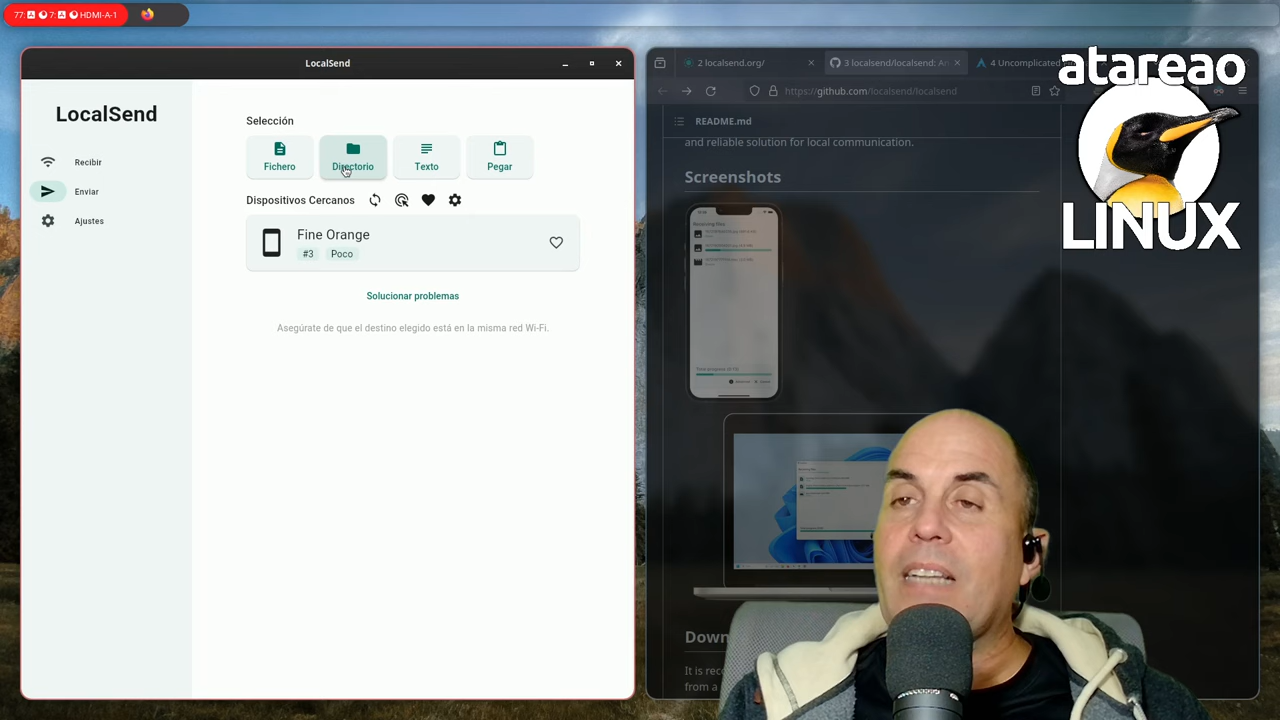 77: 7: HDMI-A-1
LocalSend
LocalSend
Recibir
Enviar
Ajustes
Selección
Fichero
Directorio
Texto
Pegar
Dispositivos Cercanos
Fine Orange
#3
Poco
Solucionar problemas
Asegúrate de que el destino elegido está en la misma red Wi-Fi.
2 localsend.org/
3 localsend/localsend: A
4 Uncomplicated
https://github.com/localsend/localsend
README.md
and reliable solution for local communication.
Screenshots
Down
It is
from a
atareao
LINUX